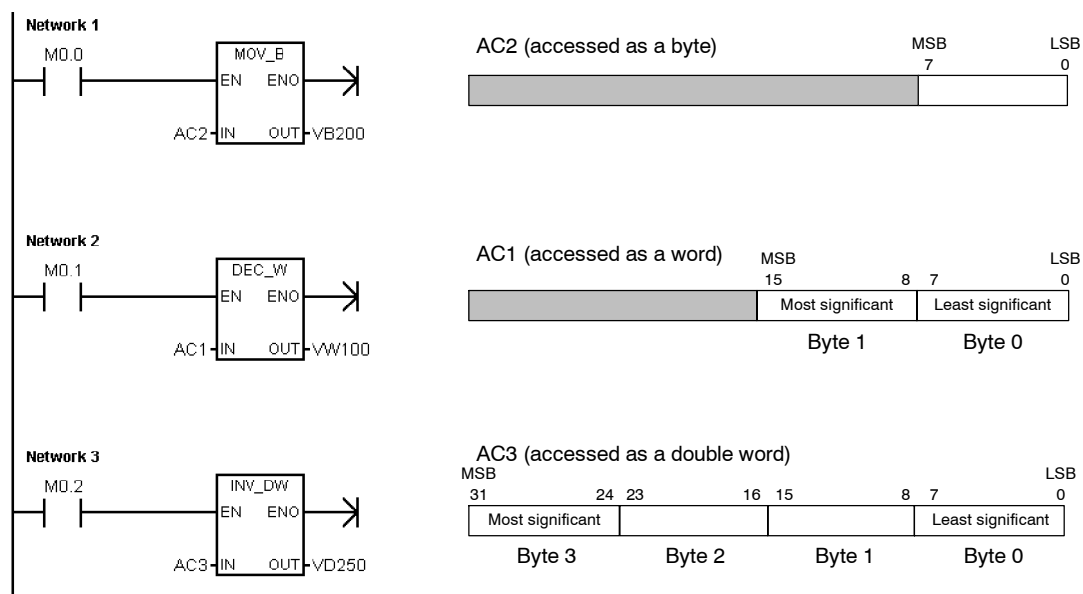 Network 1
M0.0
MOV_B
EN ENO
AC2 IN OUT VB200
AC2 (accessed as a byte)
MSB LSB
7 0
Network 2
M0.1
DEC_W
EN ENO
AC1 IN OUT VW100
AC1 (accessed as a word)
MSB LSB
15 8 7 0
Most significant Least significant
Byte 1 Byte 0
Network 3
M0.2
INV_DW
EN ENO
AC3 IN OUT VD250
AC3 (accessed as a double word)
MSB LSB
31 24 23 16 15 8 7 0
Most significant Least significant
Byte 3 Byte 2 Byte 1 Byte 0